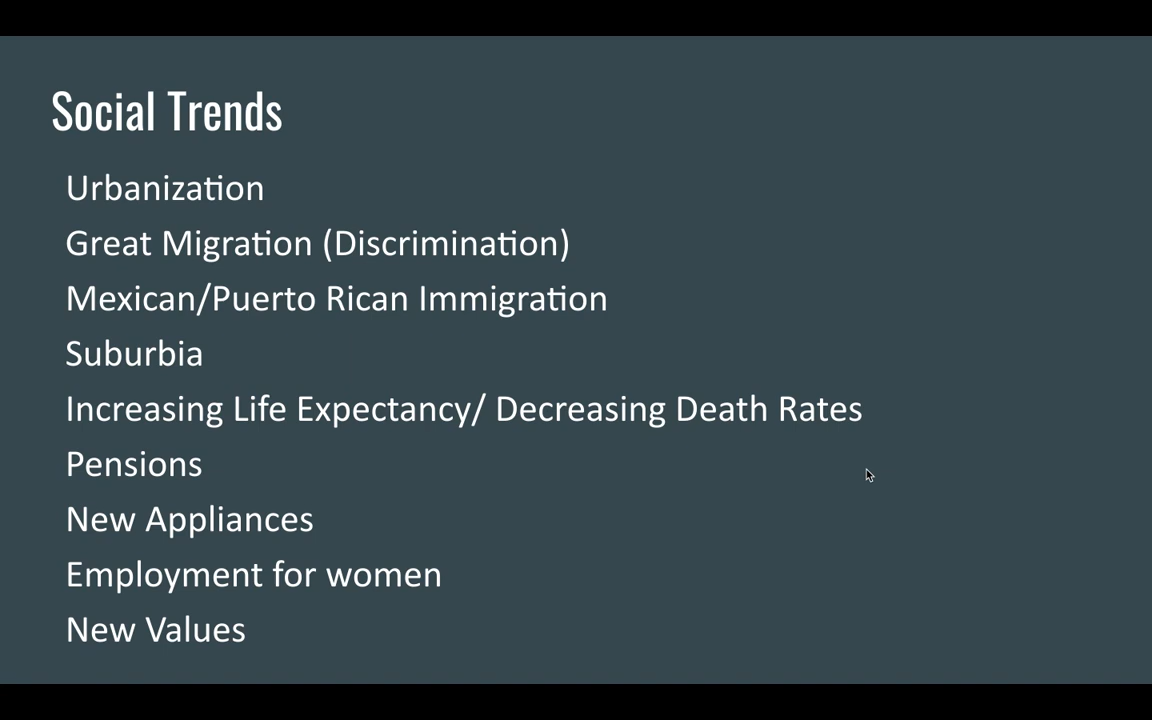 Social Trends
Urbanization
Great Migration (Discrimination)
Mexican/Puerto Rican Immigration
Suburbia
Increasing Life Expectancy/ Decreasing Death Rates
Pensions
New Appliances
Employment for women
New Values